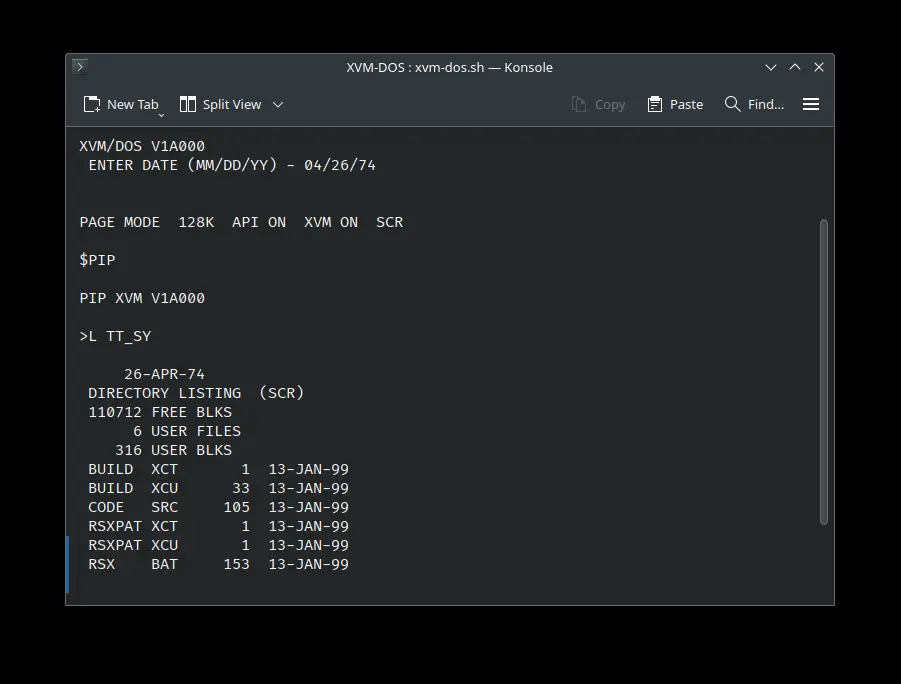 XVM-DOS : xvm-dos.sh — Konsole
New Tab Split View Copy Paste Find...
XVM/DOS V1A000
ENTER DATE (MM/DD/YY) - 04/26/74
PAGE MODE 128K API ON XVM ON SCR
$PIP
PIP XVM V1A000
>L TT_SY
26-APR-74
DIRECTORY LISTING (SCR)
110712 FREE BLKS
6 USER FILES
316 USER BLKS
BUILD XCT 1 13-JAN-99
BUILD XCU 33 13-JAN-99
CODE SRC 105 13-JAN-99
RSXPAT XCT 1 13-JAN-99
RSXPAT XCU 1 13-JAN-99
RSX BAT 153 13-JAN-99